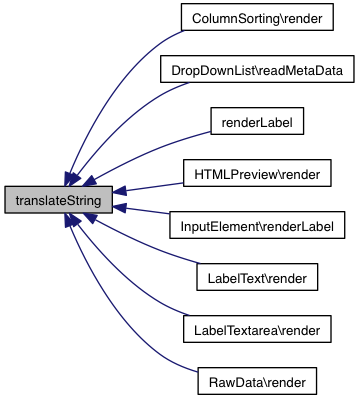 ColumnSorting\render
DropDownList\readMetaData
renderLabel
HTMLPreview\render
translateString
InputElement\renderLabel
LabelText\render
LabelTextarea\render
RawData\render